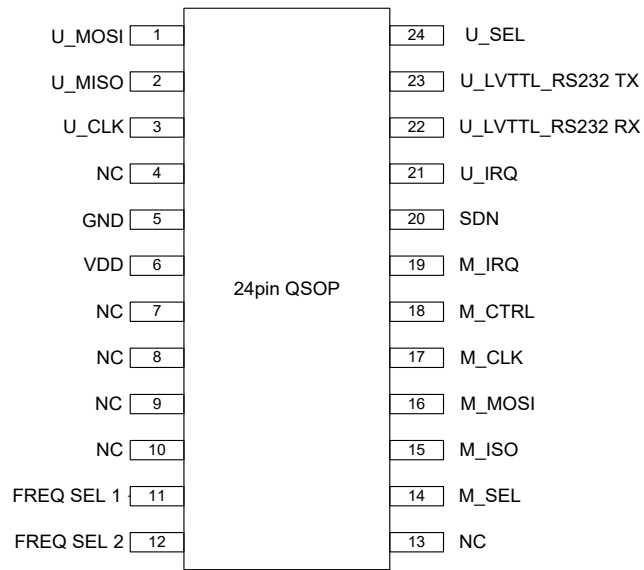 U_MOSI 1 24 U_SEL
U_MISO 2 23 U_LVTTL_RS232 TX
U_CLK 3 22 U_LVTTL_RS232 RX
NC 4 21 U_IRQ
GND 5 20 SDN
VDD 6 19 M_IRQ
24pin QSOP
NC 7 18 M_CTRL
NC 8 17 M_CLK
NC 9 16 M_MOSI
NC 10 15 M_ISO
FREQ SEL 1 11 14 M_SEL
FREQ SEL 2 12 13 NC